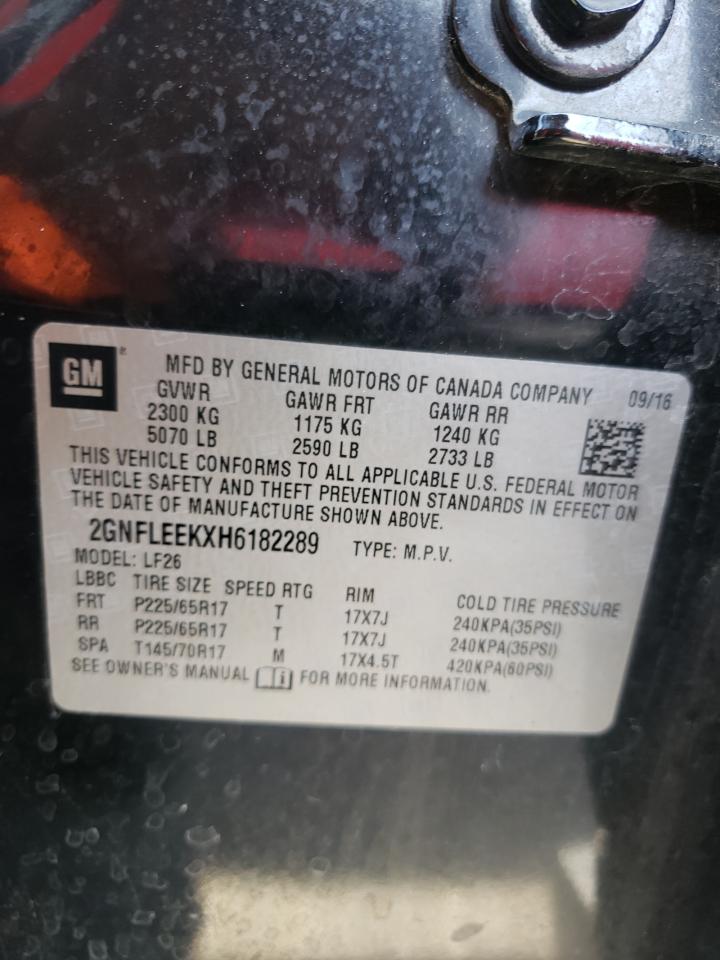 GM
MFD BY GENERAL MOTORS OF CANADA COMPANY 09/16
GVWR GAWR FRT GAWR RR
2300 KG 1175 KG 1240 KG
5070 LB 2590 LB 2733 LB
THIS VEHICLE CONFORMS TO ALL APPLICABLE U.S. FEDERAL MOTOR
VEHICLE SAFETY AND THEFT PREVENTION STANDARDS IN EFFECT ON
THE DATE OF MANUFACTURE SHOWN ABOVE.
2GNFLEEKXH6182289 TYPE: M.P.V.
MODEL: LF26
LBBC TIRE SIZE SPEED RTG RIM COLD TIRE PRESSURE
FRT P225/65R17 T 17X7J 240KPA(35PSI)
RR P225/65R17 T 17X7J 240KPA(35PSI)
SPA T145/70R17 M 17X4.5T 420KPA(60PSI)
SEE OWNER'S MANUAL i FOR MORE INFORMATION.